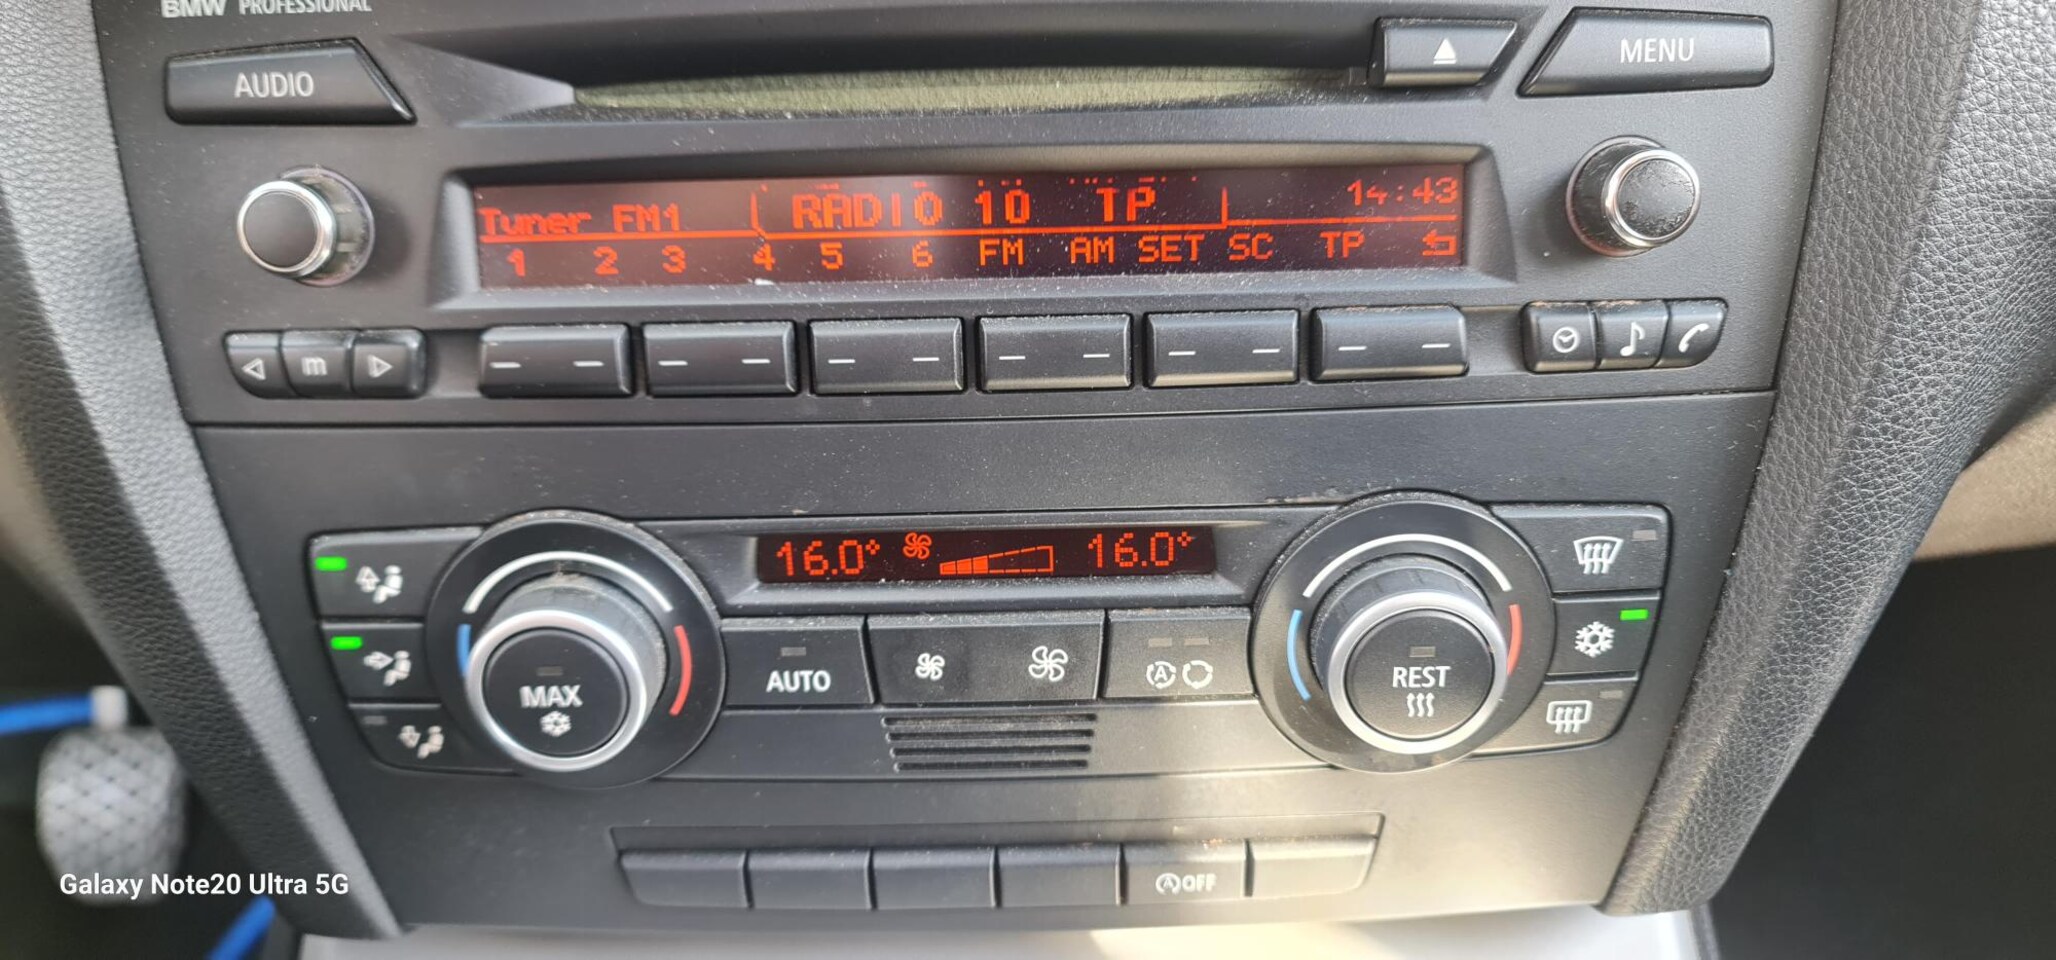 BMW PROFESSIONAL
AUDIO
MENU
Tuner FM1 RADIO 10 TP 14:43
1 2 3 4 5 6 FM AM SET SC TP
m
16.0° 16.0°
MAX
AUTO
A
REST
A OFF
Galaxy Note20 Ultra 5G